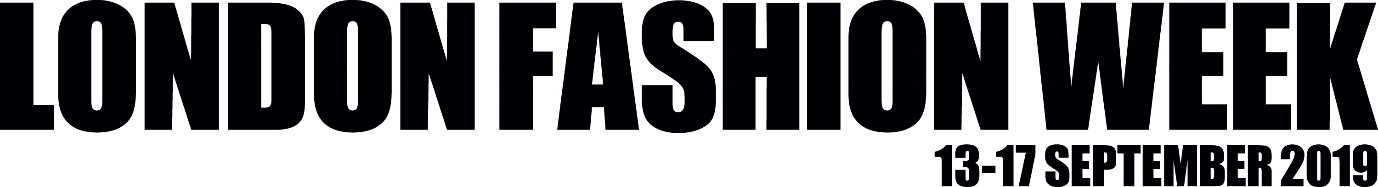 LONDON FASHION WEEK
13-17 SEPTEMBER 2019